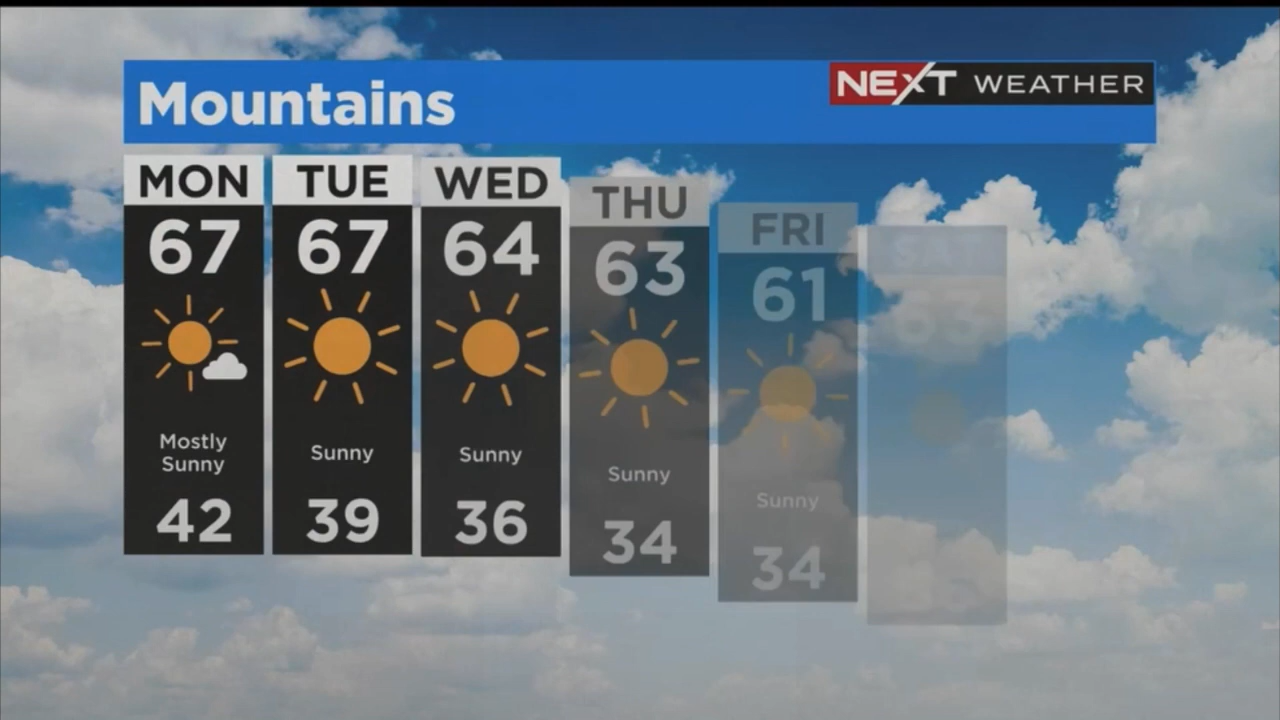 Mountains
NEXT WEATHER
MON
67
Mostly
Sunny
42
TUE
67
Sunny
39
WED
64
Sunny
36
THU
63
Sunny
34
FRI
61
Sunny
34
63